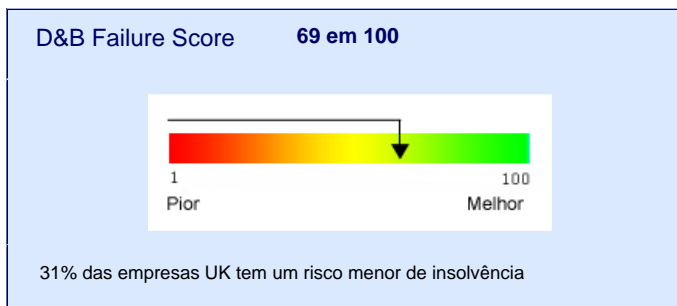 D&B Failure Score 69 em 100
1 100
Pior Melhor
31% das empresas UK tem um risco menor de insolvência